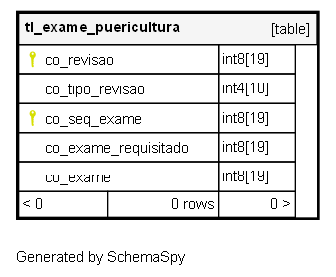 tl_exame_puericultura [table]
co_revisao int8[19]
co_tipo_revisao int4[10]
co_seq_exame int8[19]
co_exame_requisitado int8[19]
co_exame int8[19]
< 0 0 rows 0 >
Generated by SchemaSpy